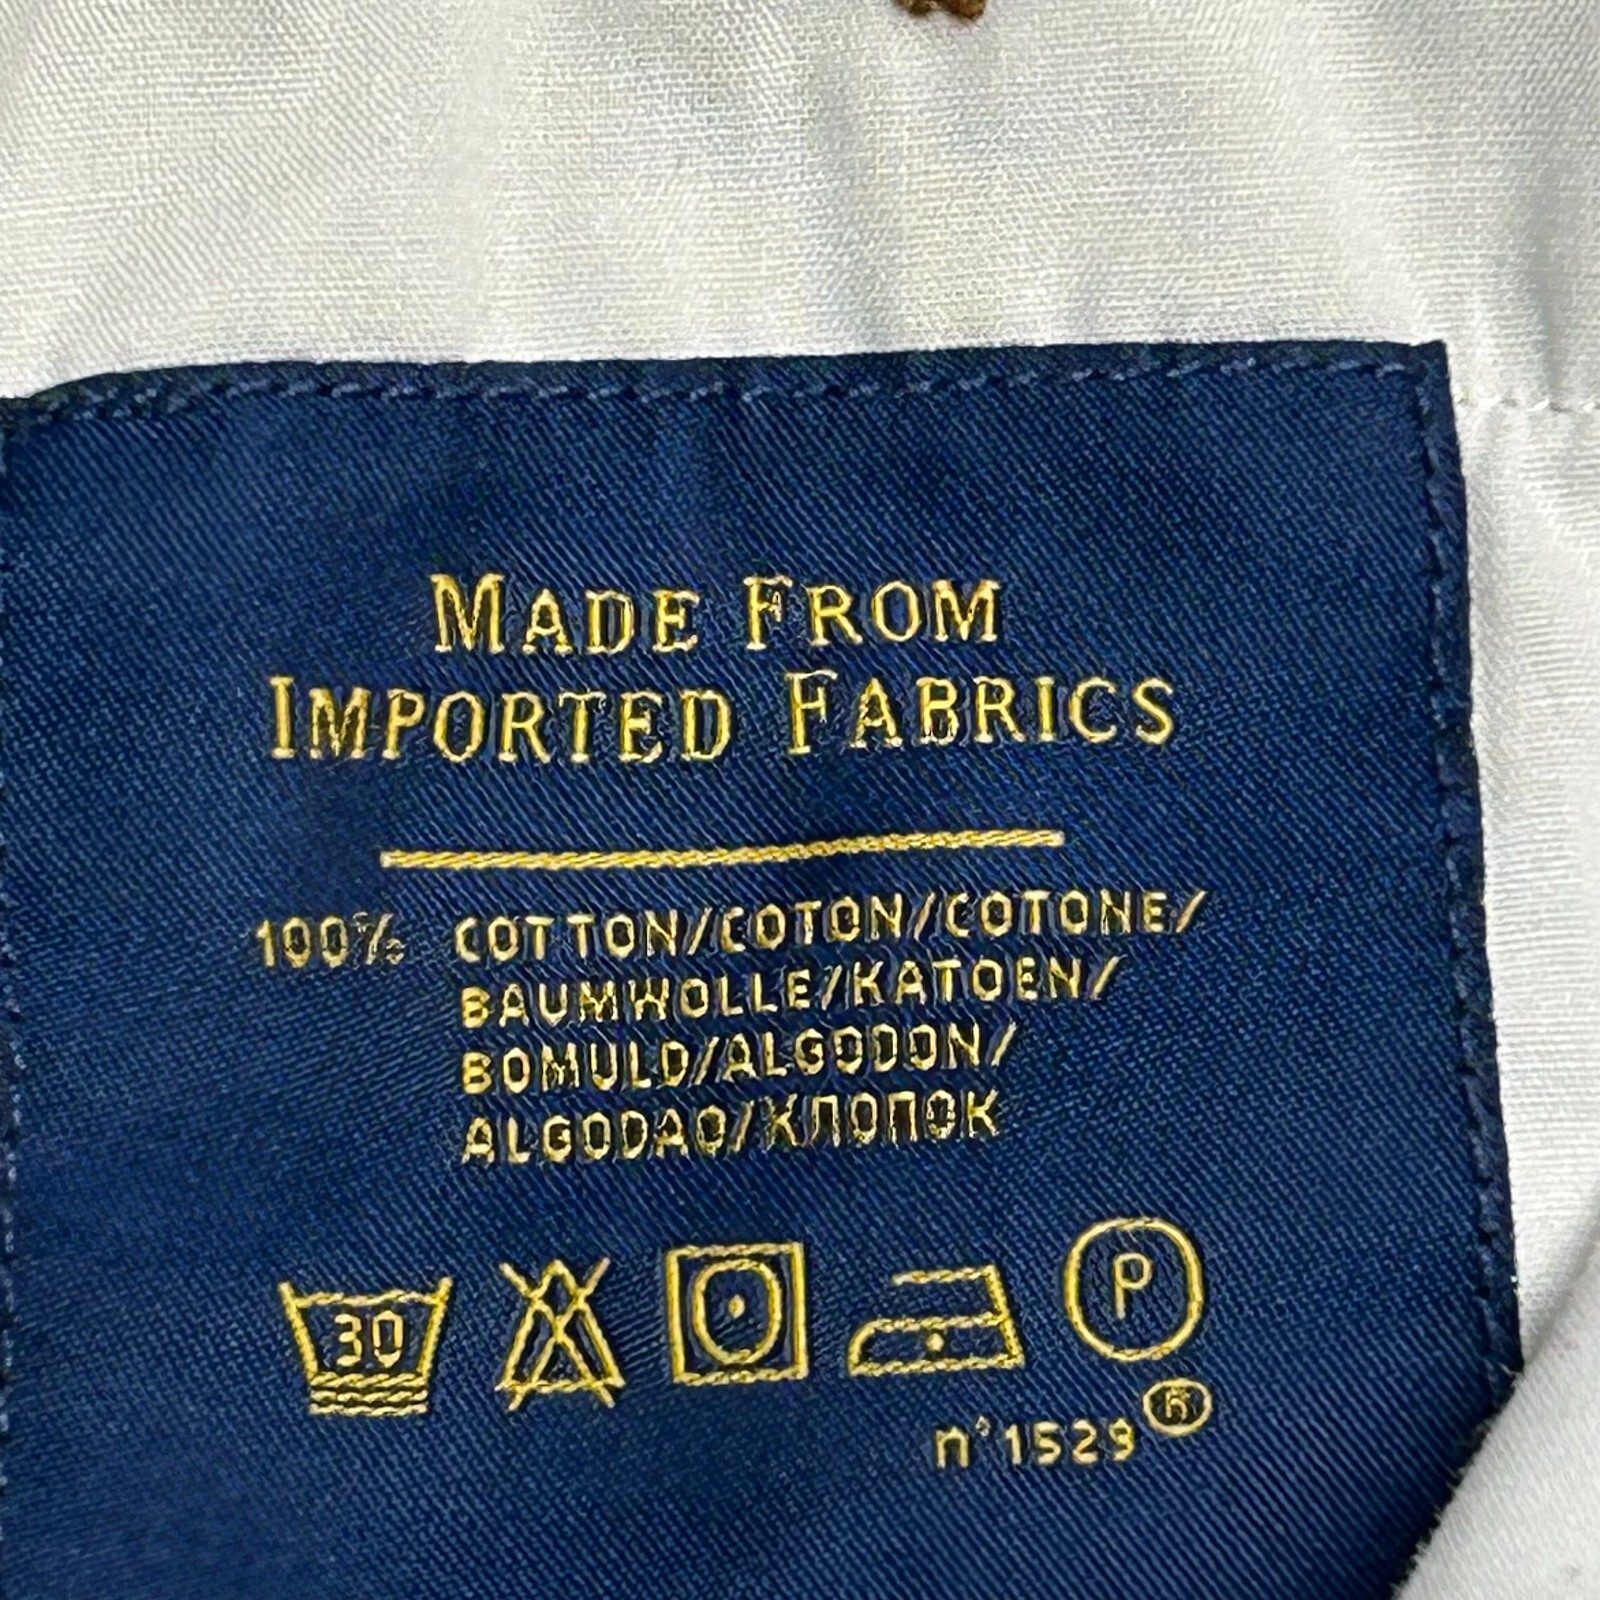 MADE FROM
IMPORTED FABRICS
100% COTTON/COTON/COTONE/
BAUMWOLLE/KATOEN/
BOMULD/ALGODON/
ALGODAO/ХЛОПОК
30
P
n°1529 ®